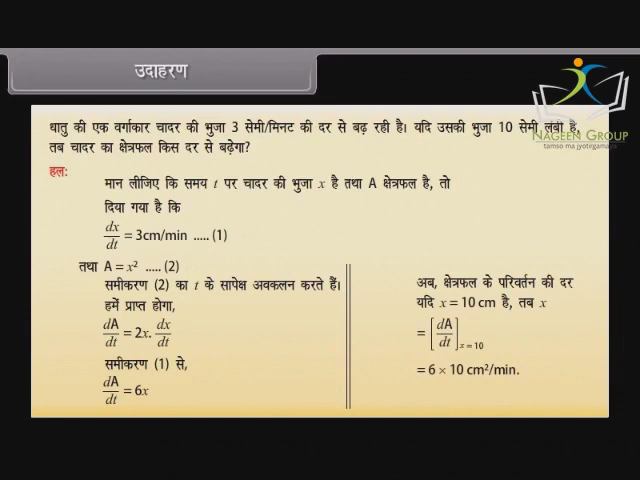 उदाहरण
NAGEEN GROUP
tamso ma jyotirgamaya
धातु की एक वर्गाकार चादर की भुजा 3 सेमी/मिनट की दर से बढ़ रही है। यदि उसकी भुजा 10 सेमी लंबी है,
तब चादर का क्षेत्रफल किस दर से बढ़ेगा?
हल:
मान लीजिए कि समय t पर चादर की भुजा x है तथा A क्षेत्रफल है, तो
दिया गया है कि
dx/dt = 3cm/min ..... (1)
तथा A = x² ..... (2)
समीकरण (2) का t के सापेक्ष अवकलन करते हैं।
हमें प्राप्त होगा,
dA/dt = 2x. dx/dt
समीकरण (1) से,
dA/dt = 6x
अब, क्षेत्रफल के परिवर्तन की दर
यदि x = 10 cm है, तब x
= [dA/dt] x = 10
= 6 × 10 cm²/min.